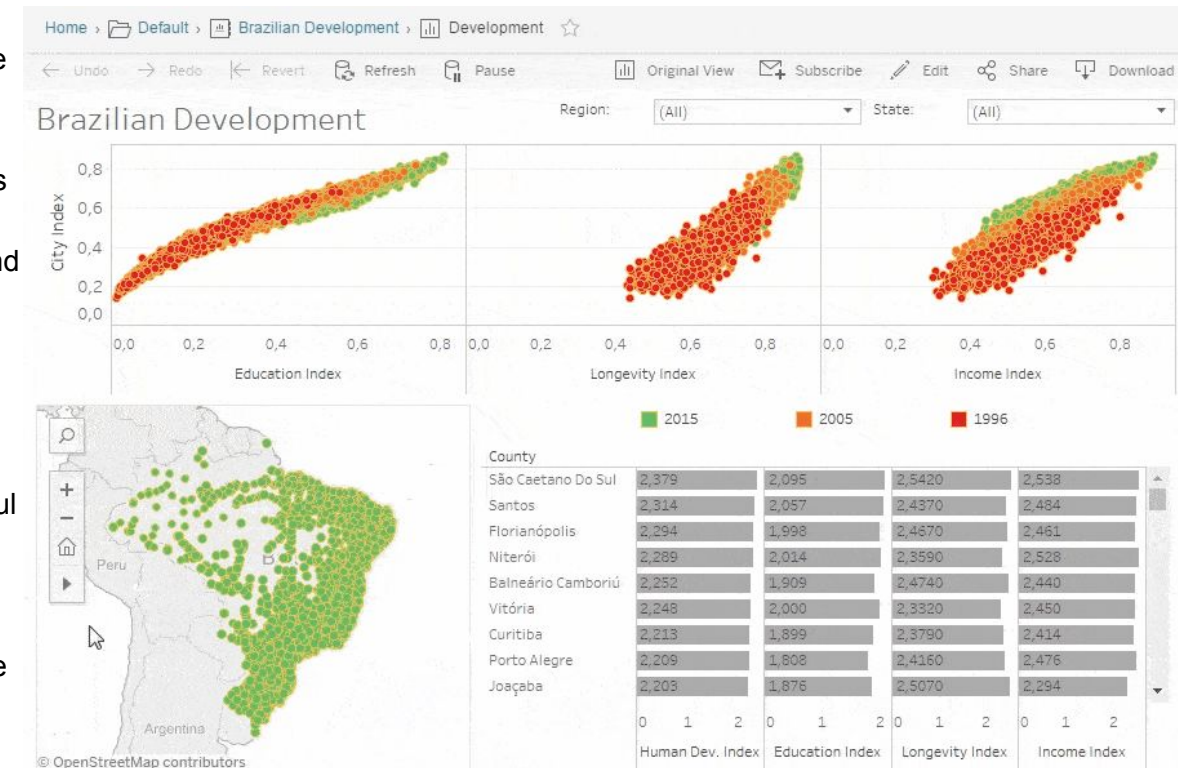 Home › Default › Brazilian Development › Development
← Undo → Redo Revert Refresh Pause Original View Subscribe Edit Share Download
Brazilian Development
Region: (All) State: (All)
City Index
0,8
0,6
0,4
0,2
0,0
0,0 0,2 0,4 0,6 0,8 0,0 0,2 0,4 0,6 0,8 0,0 0,2 0,4 0,6 0,8
Education Index Longevity Index Income Index
2015 2005 1996
Peru
B
Argentina
© OpenStreetMap contributors
County
São Caetano Do Sul 2,379 2,095 2,5420 2,538
Santos 2,314 2,057 2,4370 2,484
Florianópolis 2,294 1,998 2,4670 2,461
Niterói 2,289 2,014 2,3590 2,528
Balneário Camboriú 2,252 1,909 2,4740 2,440
Vitória 2,248 2,000 2,3320 2,450
Curitiba 2,213 1,899 2,3790 2,414
Porto Alegre 2,209 1,808 2,4160 2,476
Joaçaba 2,203 1,876 2,5070 2,294
0 1 2 0 1 2 0 1 2 0 1 2
Human Dev. Index Education Index Longevity Index Income Index